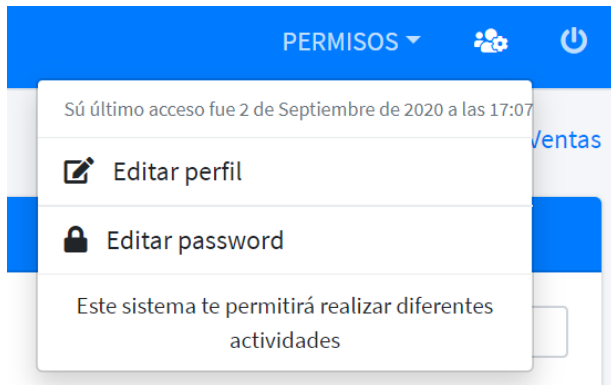 PERMISOS
Sú último acceso fue 2 de Septiembre de 2020 a las 17:07
Ventas
Editar perfil
Editar password
Este sistema te permitirá realizar diferentes
actividades